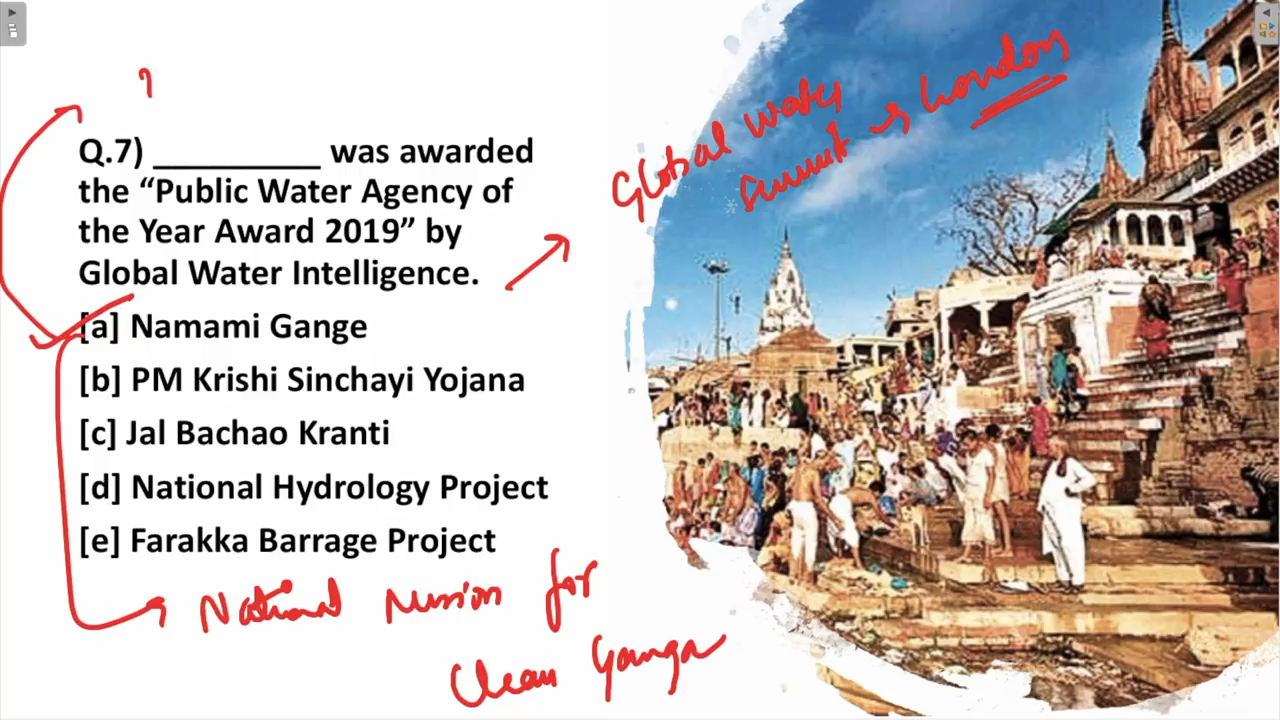 Q.7) __________ was awarded
the “Public Water Agency of
the Year Award 2019” by
Global Water Intelligence.
[a] Namami Gange
[b] PM Krishi Sinchayi Yojana
[c] Jal Bachao Kranti
[d] National Hydrology Project
[e] Farakka Barrage Project
National mission for
Clean Ganga
Global water
summit London